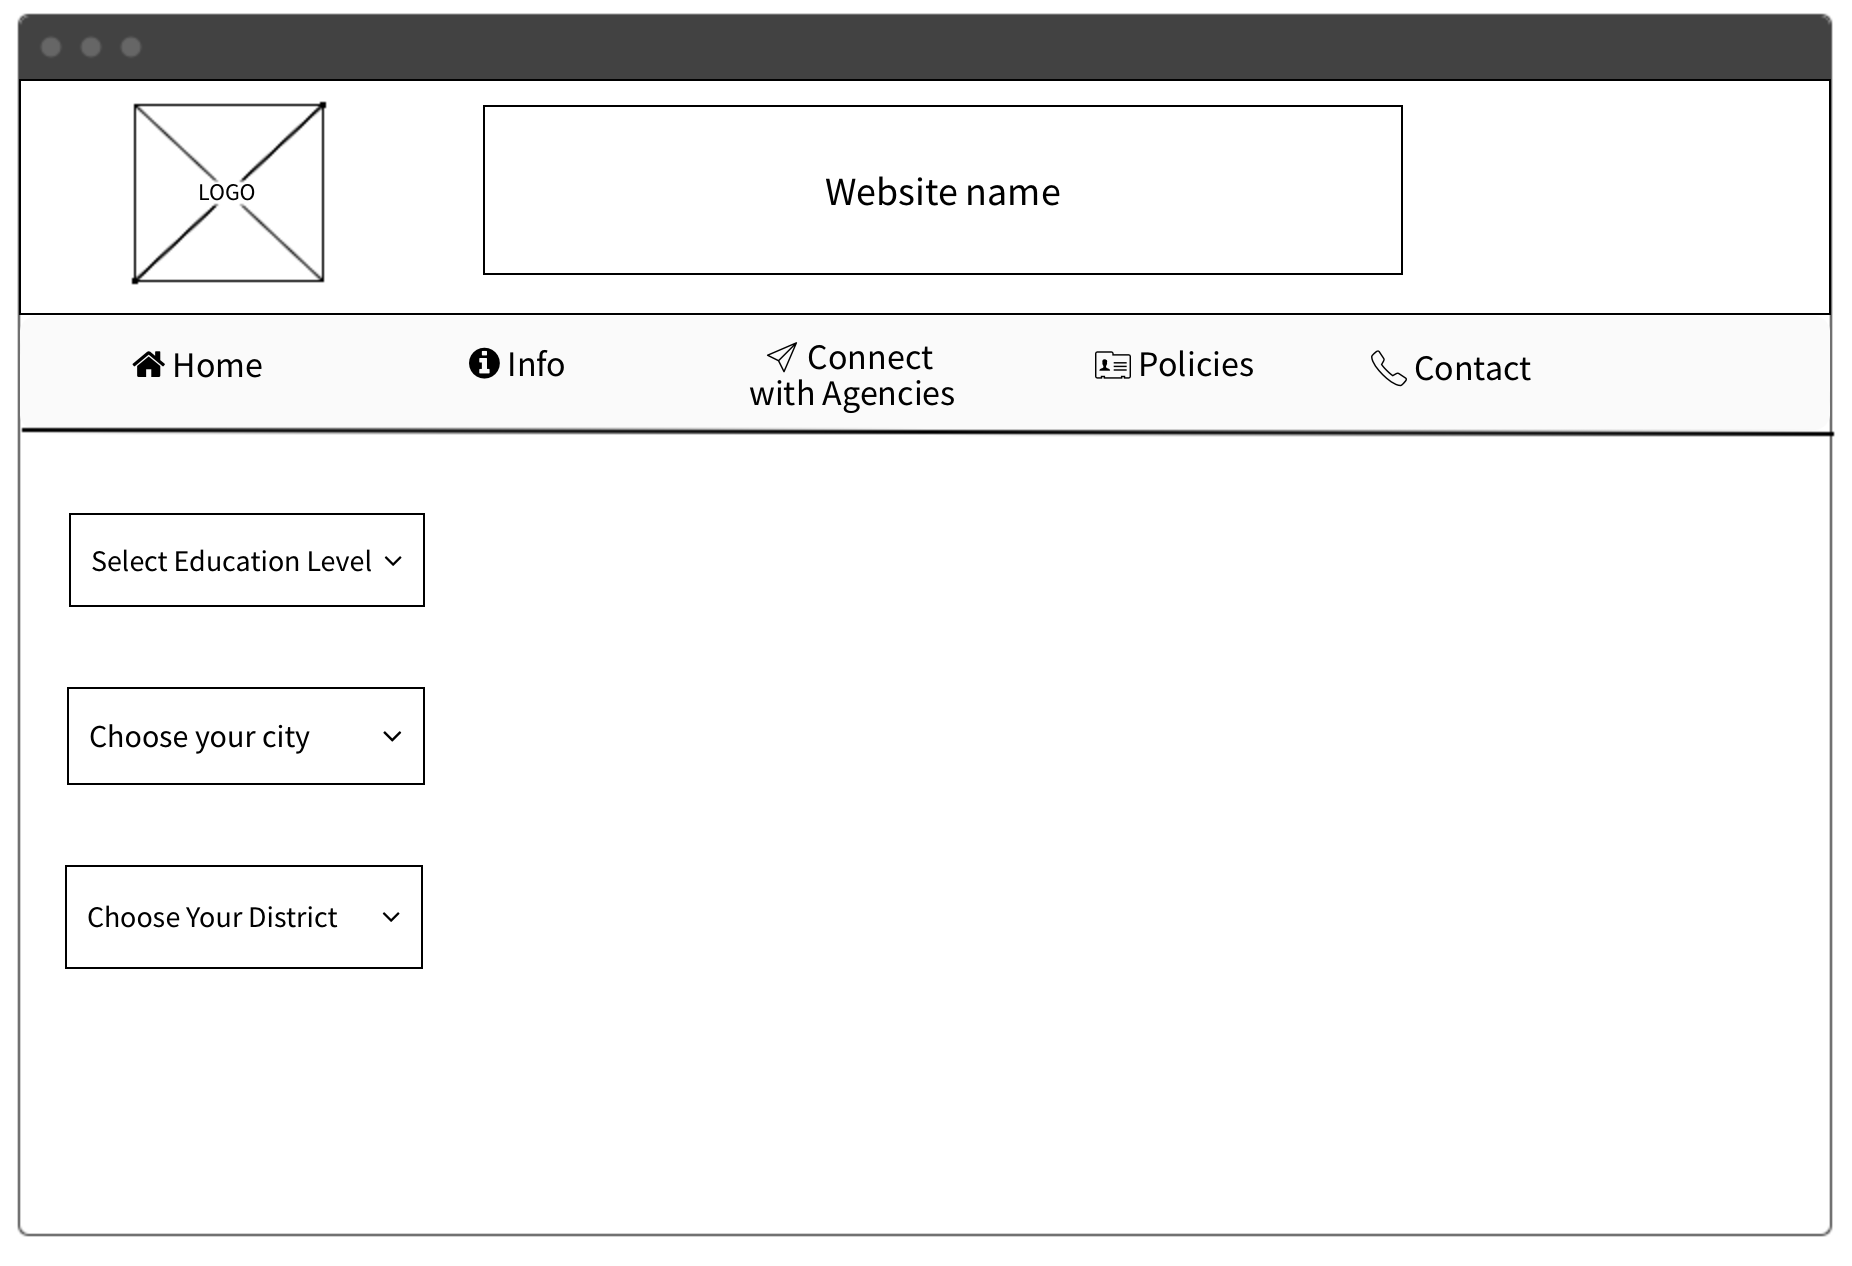 LOGO
Website name
Home
Info
Connect
with Agencies
Policies
Contact
Select Education Level
Choose your city
Choose Your District